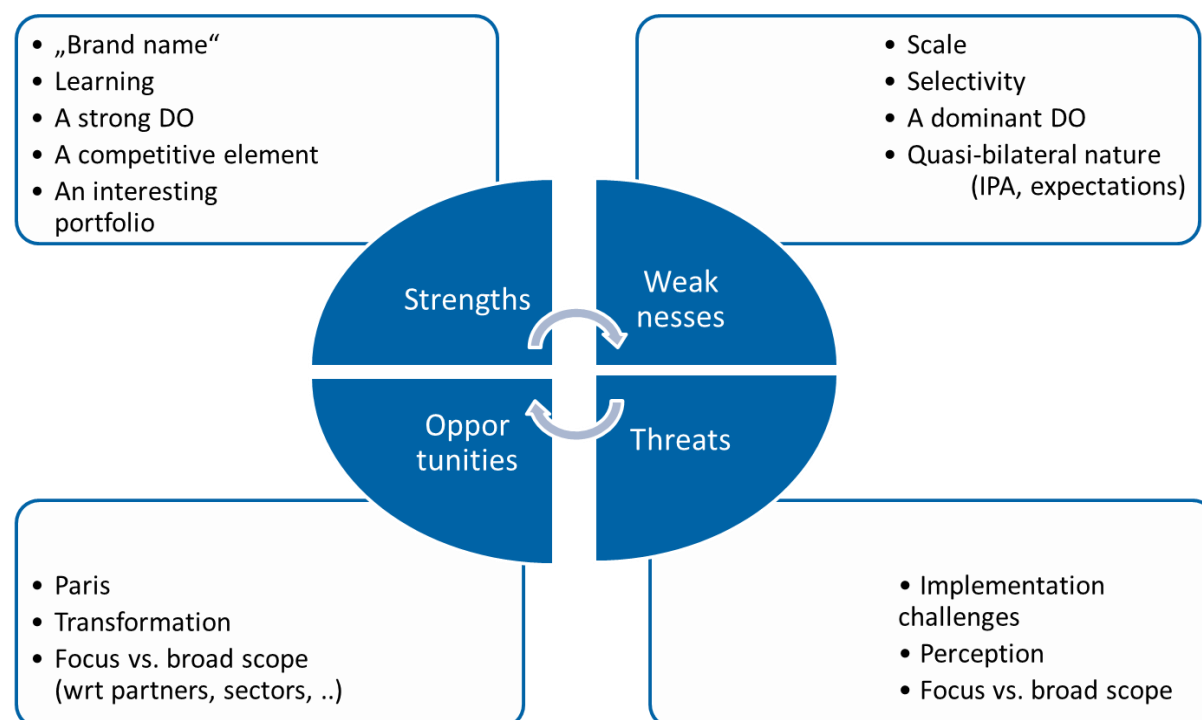 • „Brand name“
• Learning
• A strong DO
• A competitive element
• An interesting
portfolio
• Scale
• Selectivity
• A dominant DO
• Quasi-bilateral nature
(IPA, expectations)
Strengths
Weak
nesses
Oppor
tunities
Threats
• Paris
• Transformation
• Focus vs. broad scope
(wrt partners, sectors, ..)
• Implementation
challenges
• Perception
• Focus vs. broad scope